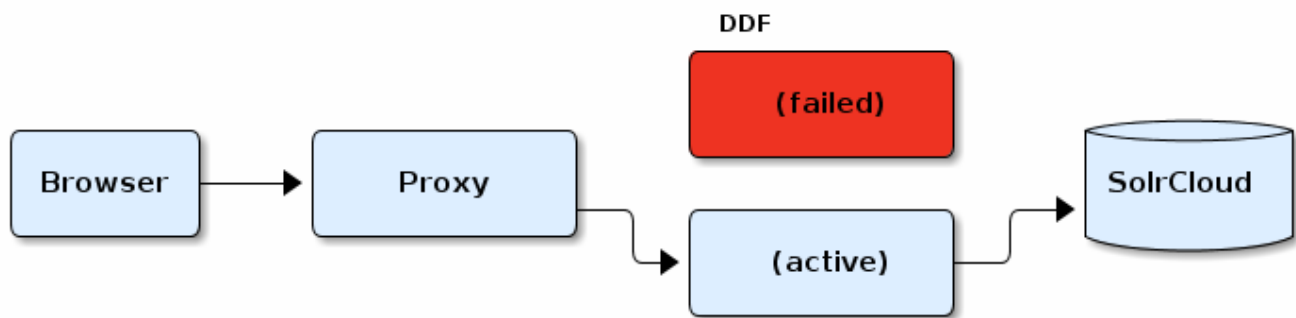 DDF
(failed)
Browser
Proxy
SolrCloud
(active)